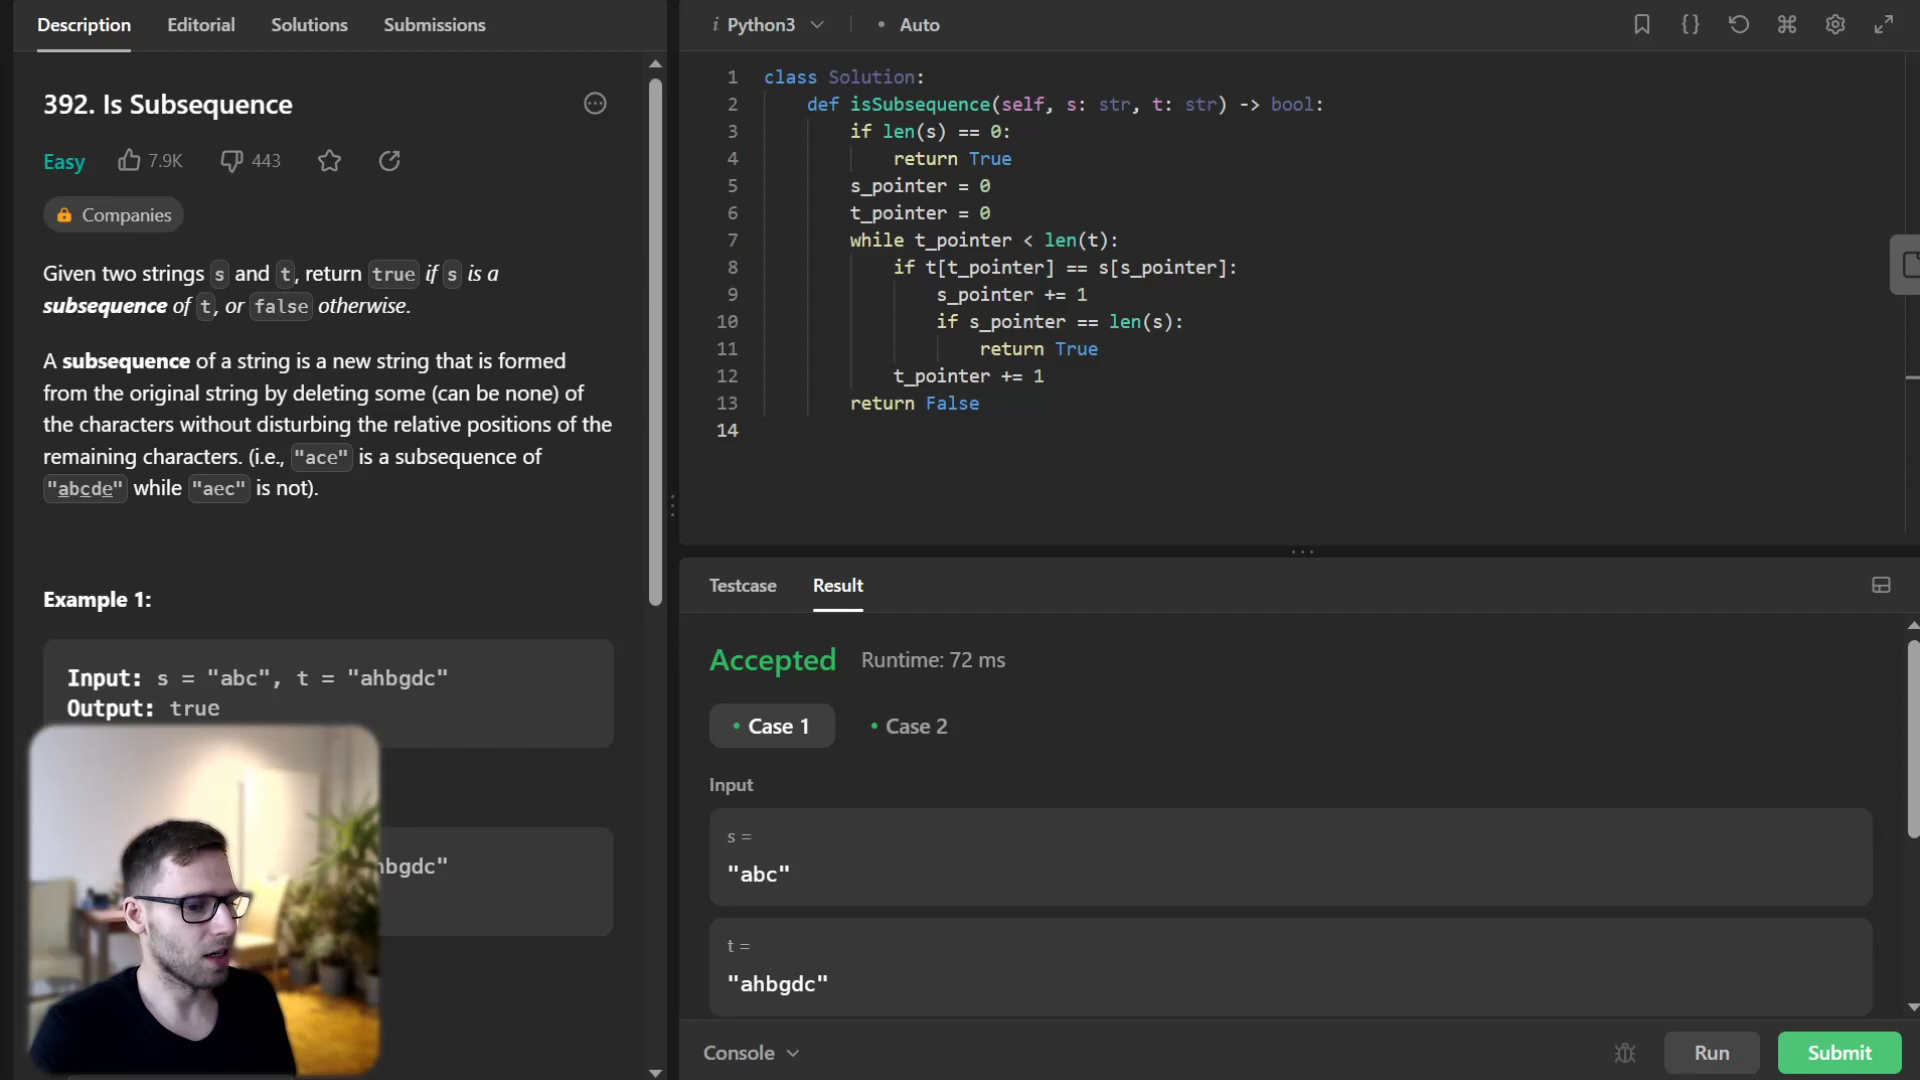 Description Editorial Solutions Submissions
392. Is Subsequence
Easy 7.9K 443
Companies
Given two strings s and t, return true if s is a
subsequence of t, or false otherwise.
A subsequence of a string is a new string that is formed
from the original string by deleting some (can be none) of
the characters without disturbing the relative positions of the
remaining characters. (i.e., "ace" is a subsequence of
"abcde" while "aec" is not).
Example 1:
Input: s = "abc", t = "ahbgdc"
Output: true
hbgdc"
i Python3 • Auto
1 class Solution:
2 def isSubsequence(self, s: str, t: str) -> bool:
3 if len(s) == 0:
4 return True
5 s_pointer = 0
6 t_pointer = 0
7 while t_pointer < len(t):
8 if t[t_pointer] == s[s_pointer]:
9 s_pointer += 1
10 if s_pointer == len(s):
11 return True
12 t_pointer += 1
13 return False
14
Testcase Result
Accepted Runtime: 72 ms
• Case 1 • Case 2
Input
s =
"abc"
t =
"ahbgdc"
Console Run Submit